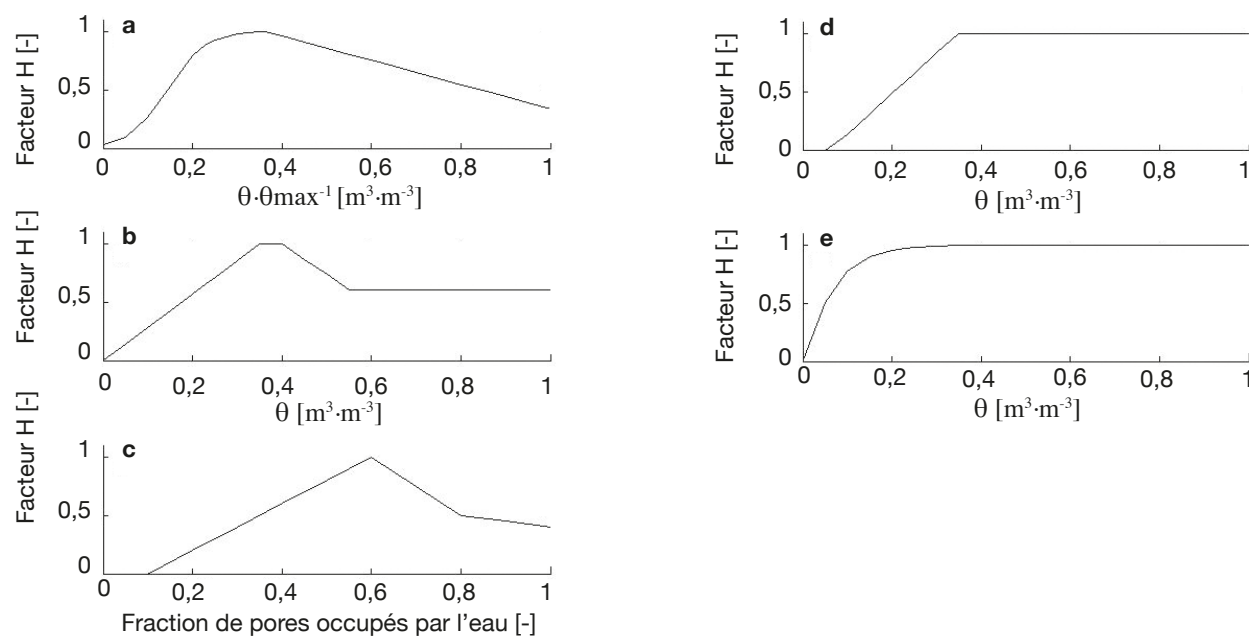 a
Facteur H [-]
1
0,5
0
0 0,2 0,4 0,6 0,8 1
θ·θmax⁻¹ [m³·m⁻³]
b
Facteur H [-]
1
0,5
0
0 0,2 0,4 0,6 0,8 1
θ [m³·m⁻³]
c
Facteur H [-]
1
0,5
0
0 0,2 0,4 0,6 0,8 1
Fraction de pores occupés par l'eau [-]
d
Facteur H [-]
1
0,5
0
0 0,2 0,4 0,6 0,8 1
θ [m³·m⁻³]
e
Facteur H [-]
1
0,5
0
0 0,2 0,4 0,6 0,8 1
θ [m³·m⁻³]